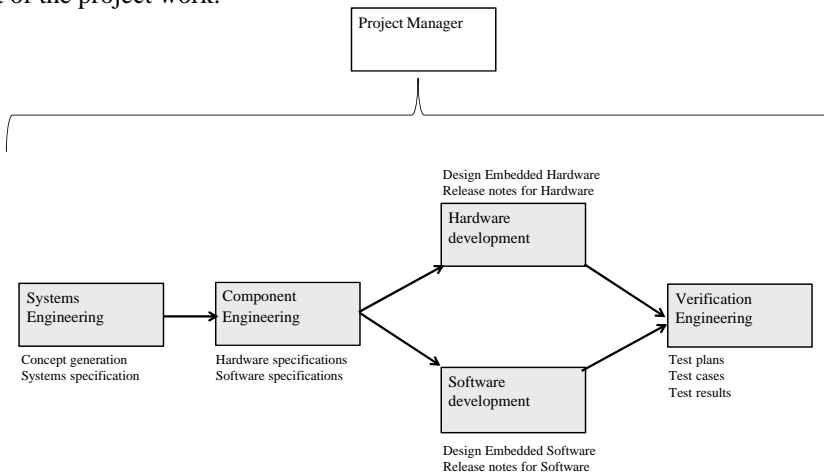 of the project work.
Project Manager
Design Embedded Hardware
Release notes for Hardware
Hardware
development
Systems
Engineering
Concept generation
Systems specification
Component
Engineering
Hardware specifications
Software specifications
Verification
Engineering
Test plans
Test cases
Test results
Software
development
Design Embedded Software
Release notes for Software